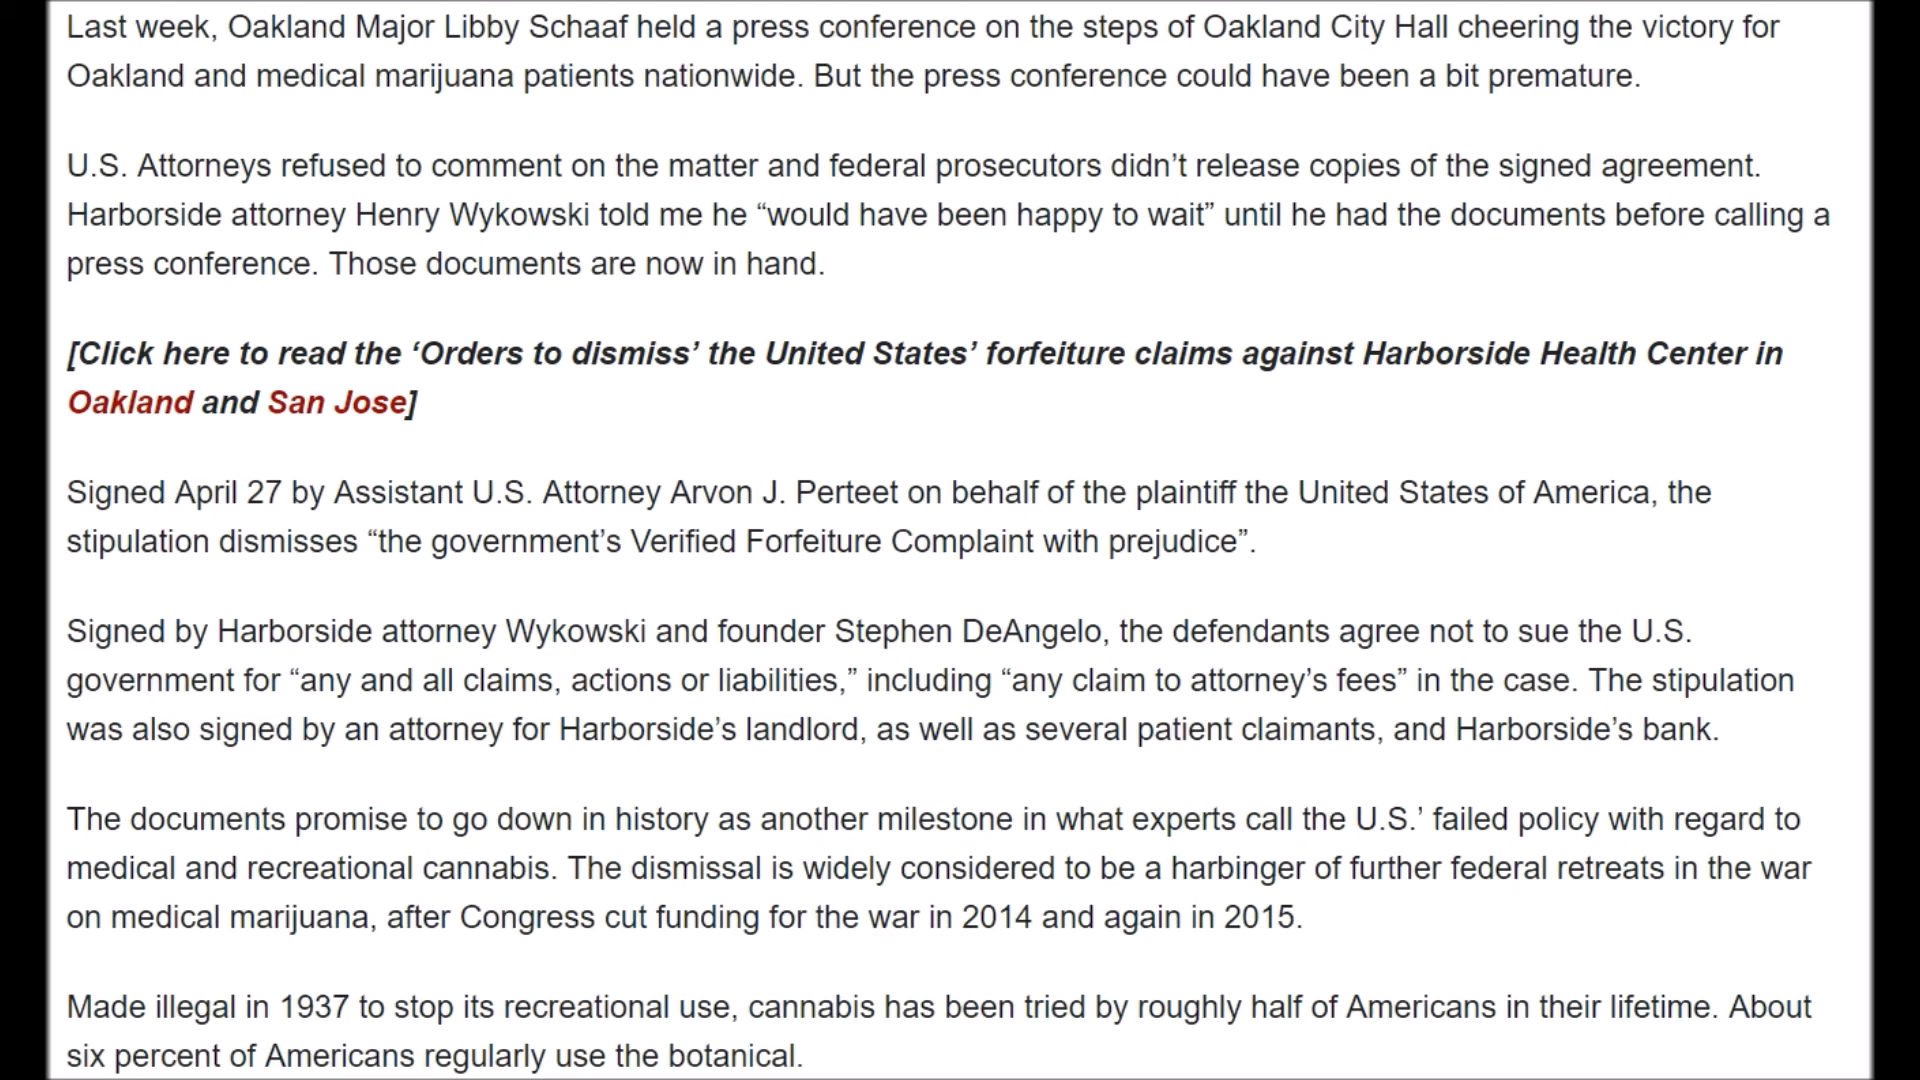 Last week, Oakland Major Libby Schaaf held a press conference on the steps of Oakland City Hall cheering the victory for
Oakland and medical marijuana patients nationwide. But the press conference could have been a bit premature.
U.S. Attorneys refused to comment on the matter and federal prosecutors didn’t release copies of the signed agreement.
Harborside attorney Henry Wykowski told me he “would have been happy to wait” until he had the documents before calling a
press conference. Those documents are now in hand.
[Click here to read the ‘Orders to dismiss’ the United States’ forfeiture claims against Harborside Health Center in
Oakland and San Jose]
Signed April 27 by Assistant U.S. Attorney Arvon J. Perteet on behalf of the plaintiff the United States of America, the
stipulation dismisses “the government’s Verified Forfeiture Complaint with prejudice”.
Signed by Harborside attorney Wykowski and founder Stephen DeAngelo, the defendants agree not to sue the U.S.
government for “any and all claims, actions or liabilities,” including “any claim to attorney’s fees” in the case. The stipulation
was also signed by an attorney for Harborside’s landlord, as well as several patient claimants, and Harborside’s bank.
The documents promise to go down in history as another milestone in what experts call the U.S.’ failed policy with regard to
medical and recreational cannabis. The dismissal is widely considered to be a harbinger of further federal retreats in the war
on medical marijuana, after Congress cut funding for the war in 2014 and again in 2015.
Made illegal in 1937 to stop its recreational use, cannabis has been tried by roughly half of Americans in their lifetime. About
six percent of Americans regularly use the botanical.